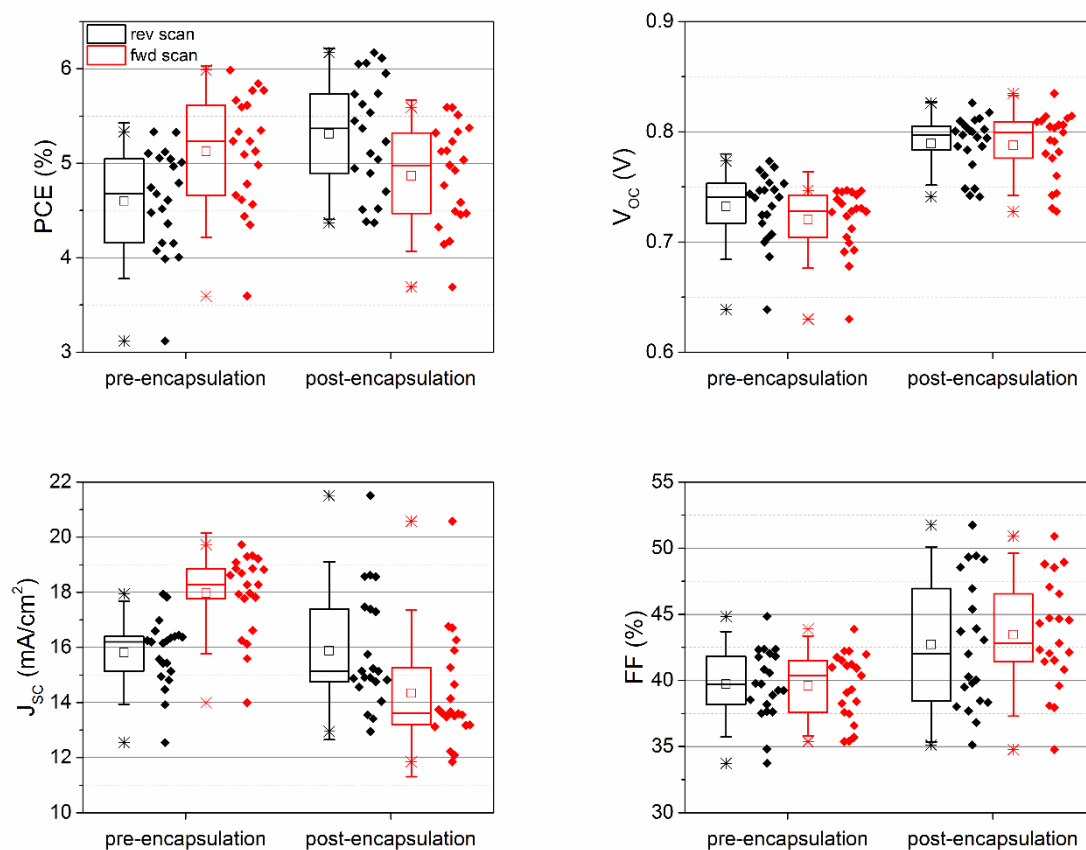 rev scan
fwd scan
PCE (%)
6
5
4
3
pre-encapsulation post-encapsulation
V_OC (V)
0.9
0.8
0.7
0.6
pre-encapsulation post-encapsulation
J_SC (mA/cm²)
22
20
18
16
14
12
10
pre-encapsulation post-encapsulation
FF (%)
55
50
45
40
35
30
pre-encapsulation post-encapsulation